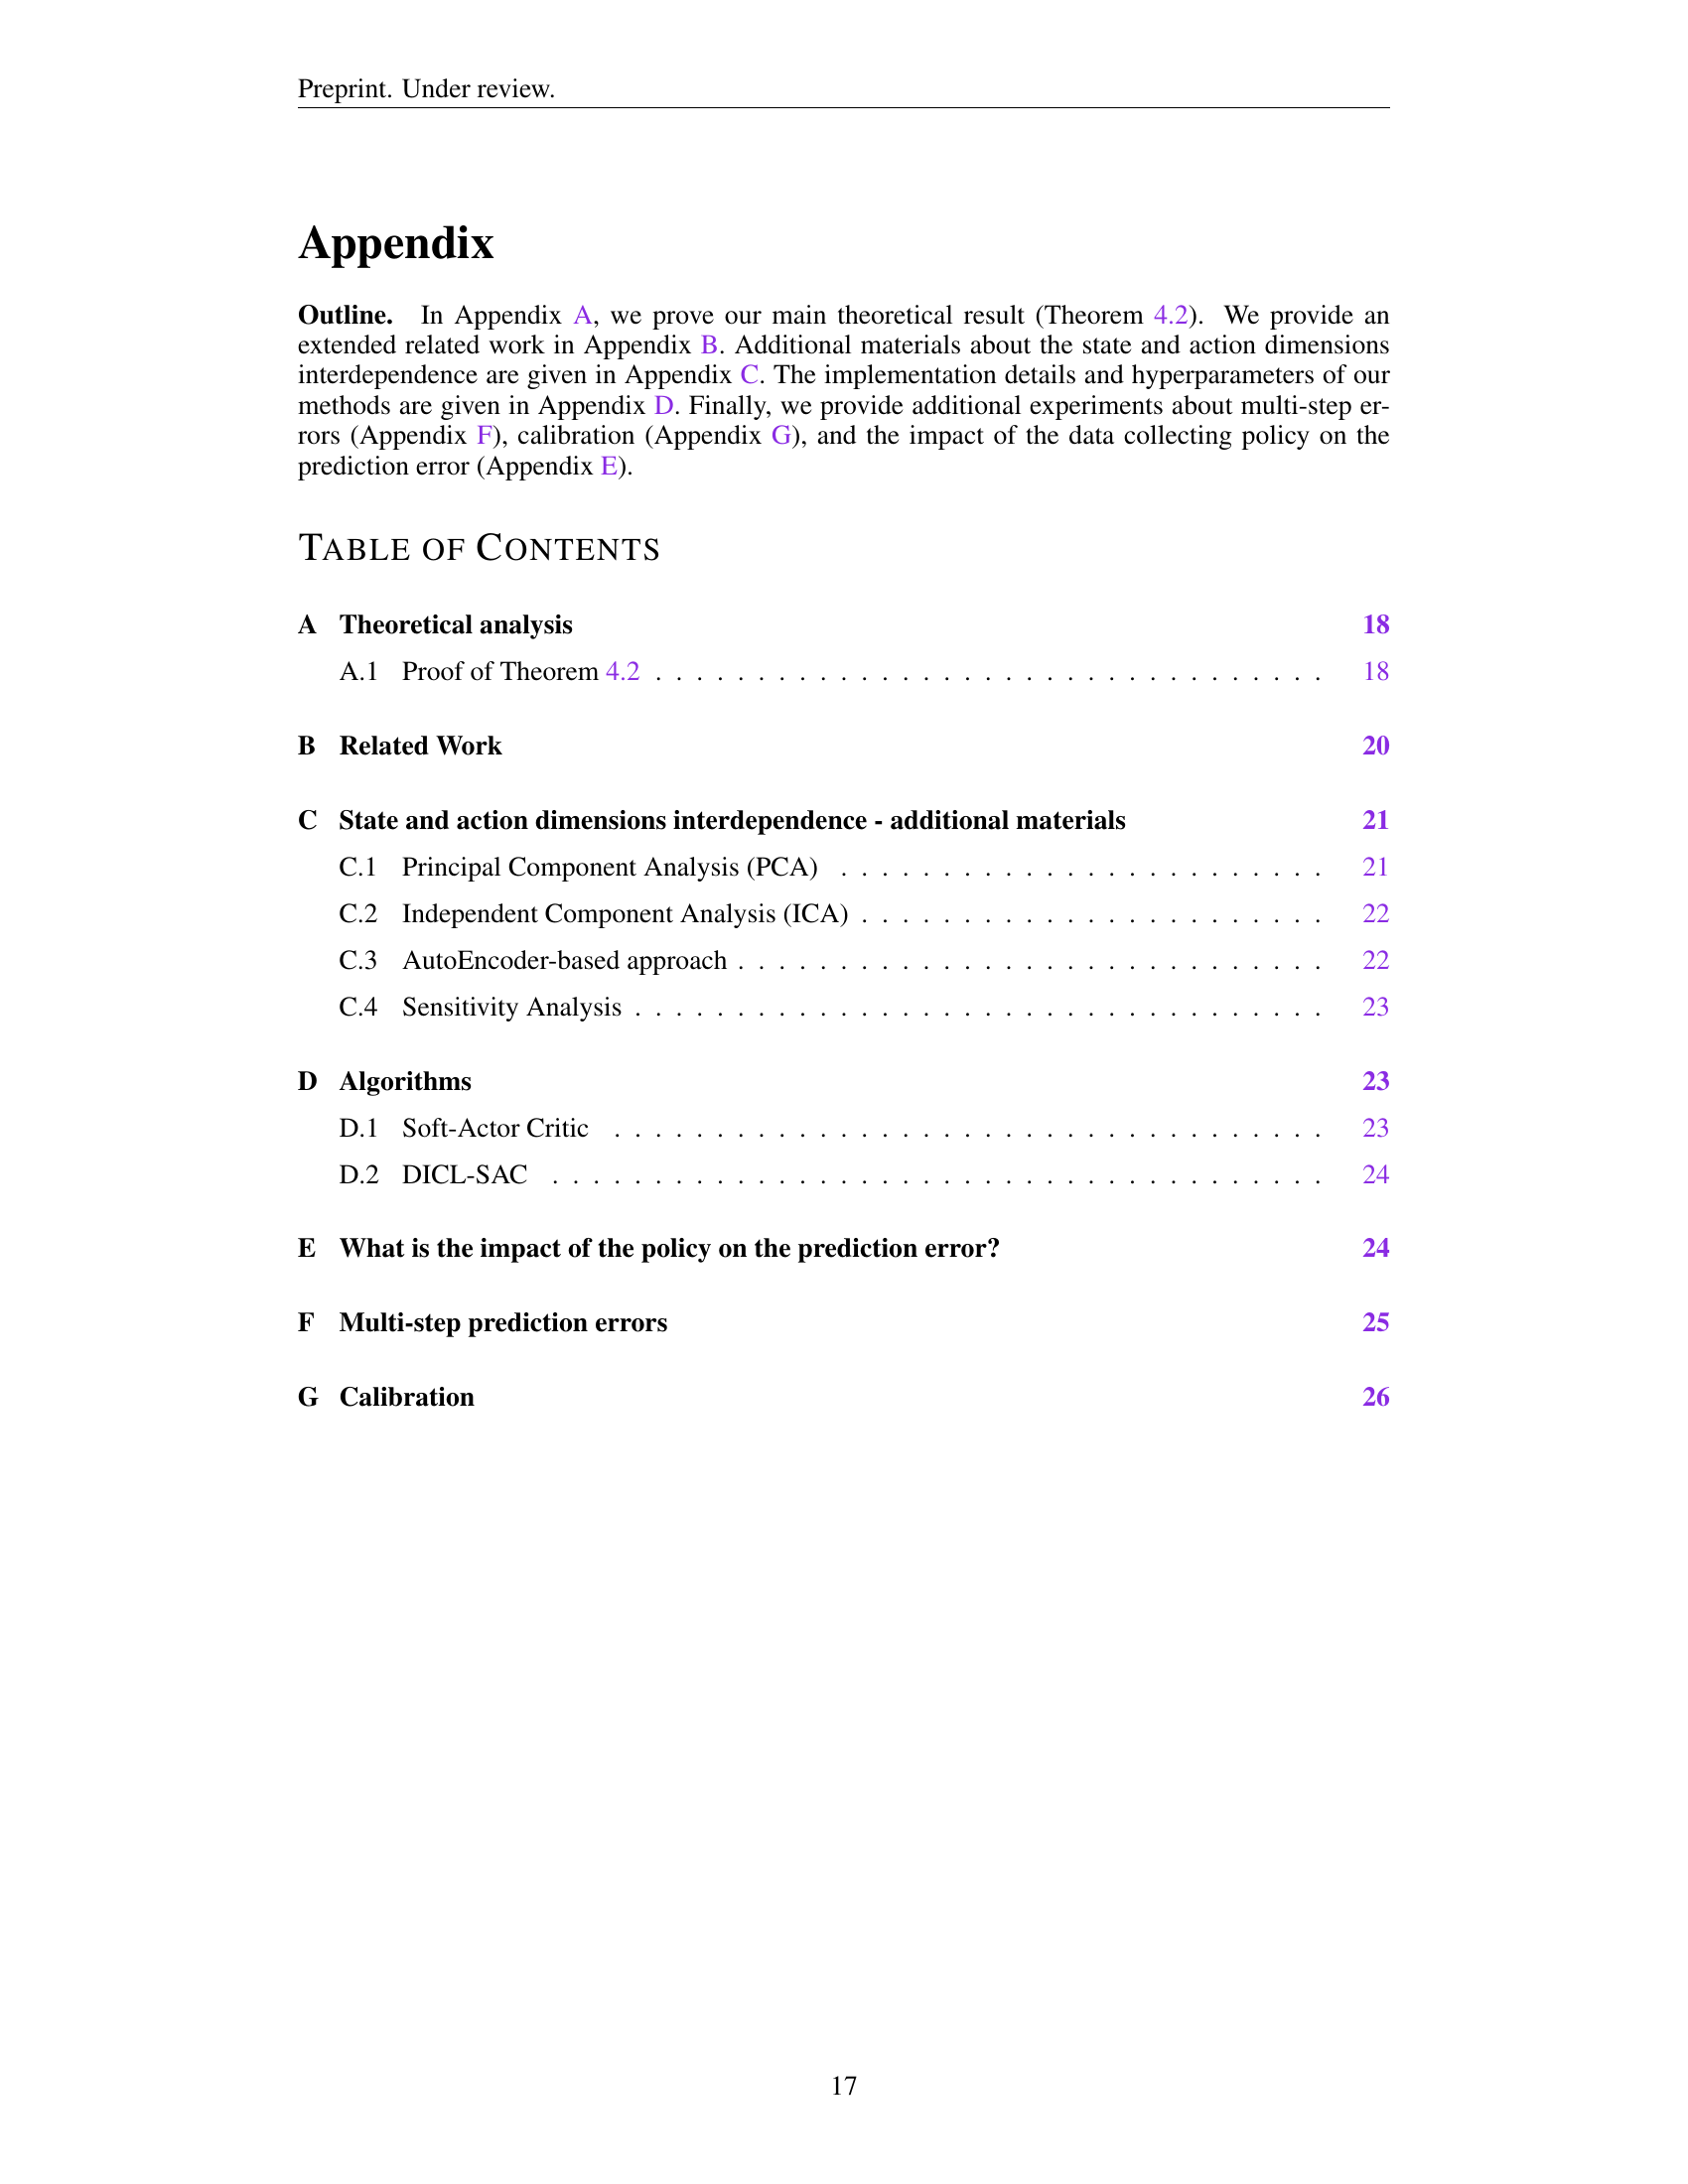 Preprint. Under review.
Appendix
Outline. In Appendix A, we prove our main theoretical result (Theorem 4.2). We provide an
extended related work in Appendix B. Additional materials about the state and action dimensions
interdependence are given in Appendix C. The implementation details and hyperparameters of our
methods are given in Appendix D. Finally, we provide additional experiments about multi-step er-
rors (Appendix F), calibration (Appendix G), and the impact of the data collecting policy on the
prediction error (Appendix E).
TABLE OF CONTENTS
A Theoretical analysis 18
A.1 Proof of Theorem 4.2 . . . . . . . . . . . . . . . . . . . . . . . . . . . . . . . . . 18
B Related Work 20
C State and action dimensions interdependence - additional materials 21
C.1 Principal Component Analysis (PCA) . . . . . . . . . . . . . . . . . . . . . . . . 21
C.2 Independent Component Analysis (ICA) . . . . . . . . . . . . . . . . . . . . . . . 22
C.3 AutoEncoder-based approach . . . . . . . . . . . . . . . . . . . . . . . . . . . . . 22
C.4 Sensitivity Analysis . . . . . . . . . . . . . . . . . . . . . . . . . . . . . . . . . . 23
D Algorithms 23
D.1 Soft-Actor Critic . . . . . . . . . . . . . . . . . . . . . . . . . . . . . . . . . . . 23
D.2 DICL-SAC . . . . . . . . . . . . . . . . . . . . . . . . . . . . . . . . . . . . . . 24
E What is the impact of the policy on the prediction error? 24
F Multi-step prediction errors 25
G Calibration 26
17